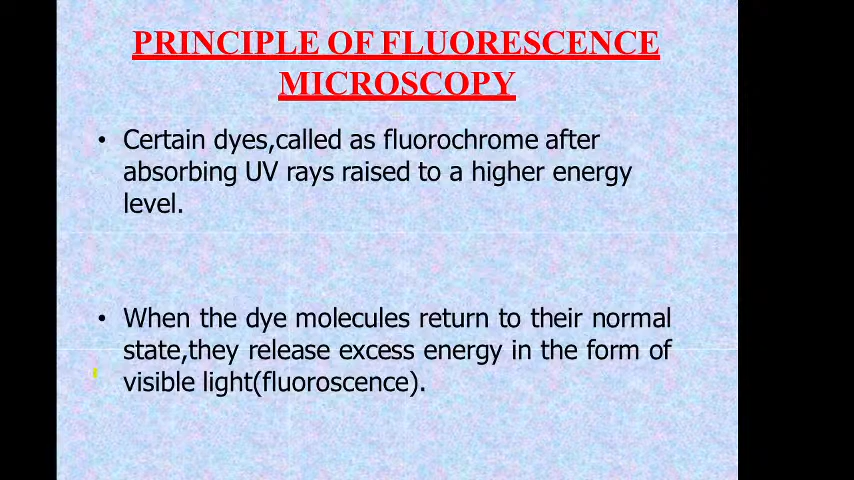 PRINCIPLE OF FLUORESCENCE
MICROSCOPY
• Certain dyes,called as fluorochrome after
absorbing UV rays raised to a higher energy
level.
• When the dye molecules return to their normal
state,they release excess energy in the form of
visible light(fluoroscence).